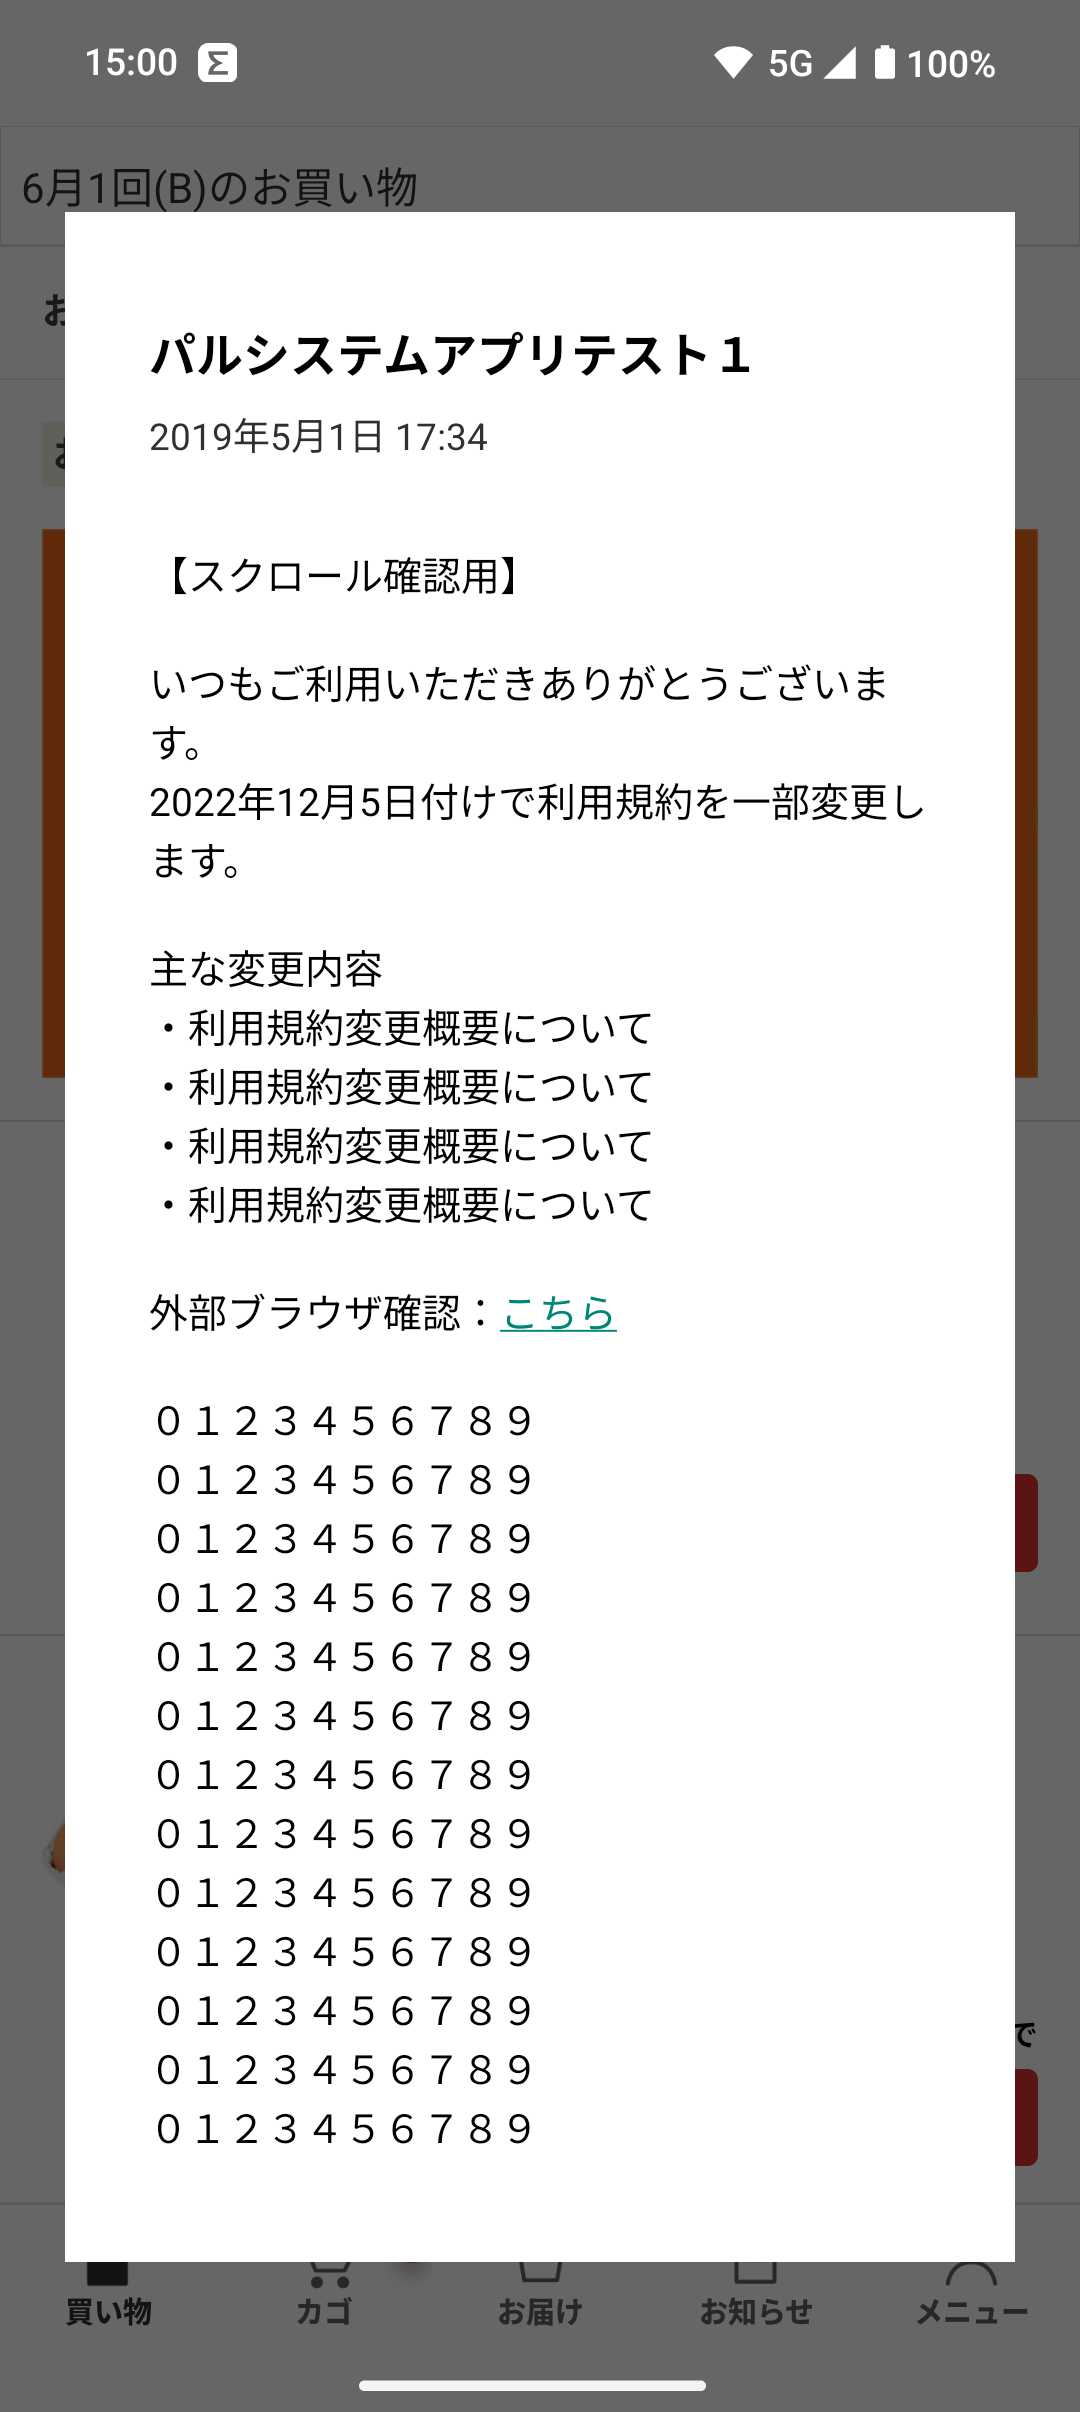 15:00
5G
100%
6月1回(B)のお買い物
お
パルシステムアプリテスト１
2019年5月1日 17:34
【スクロール確認用】
いつもご利用いただきありがとうございま
す。
2022年12月5日付けで利用規約を一部変更し
ます。
主な変更内容
・利用規約変更概要について
・利用規約変更概要について
・利用規約変更概要について
・利用規約変更概要について
外部ブラウザ確認：こちら
０１２３４５６７８９
０１２３４５６７８９
０１２３４５６７８９
０１２３４５６７８９
０１２３４５６７８９
０１２３４５６７８９
０１２３４５６７８９
０１２３４５６７８９
０１２３４５６７８９
０１２３４５６７８９
０１２３４５６７８９
０１２３４５６７８９
０１２３４５６７８９
で
買い物
カゴ
お届け
お知らせ
メニュー